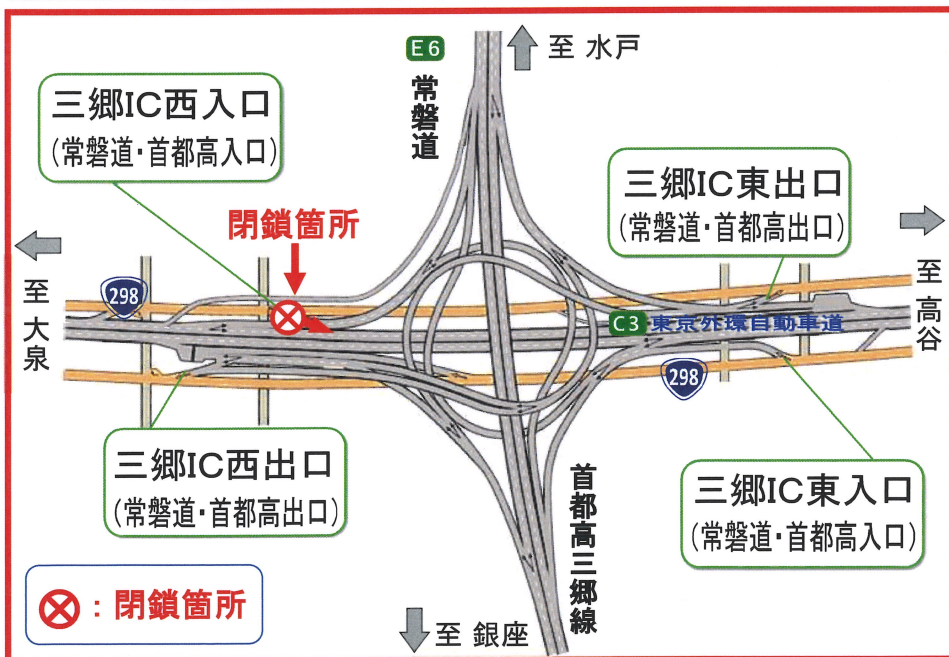 E6
至 水戸
常磐道
三郷IC西入口
(常磐道・首都高入口)
三郷IC東出口
(常磐道・首都高出口)
閉鎖箇所
至 大泉
298
至 高谷
C3 東京外環自動車道
298
三郷IC西出口
(常磐道・首都高出口)
三郷IC東入口
(常磐道・首都高入口)
首都高三郷線
：閉鎖箇所
至 銀座